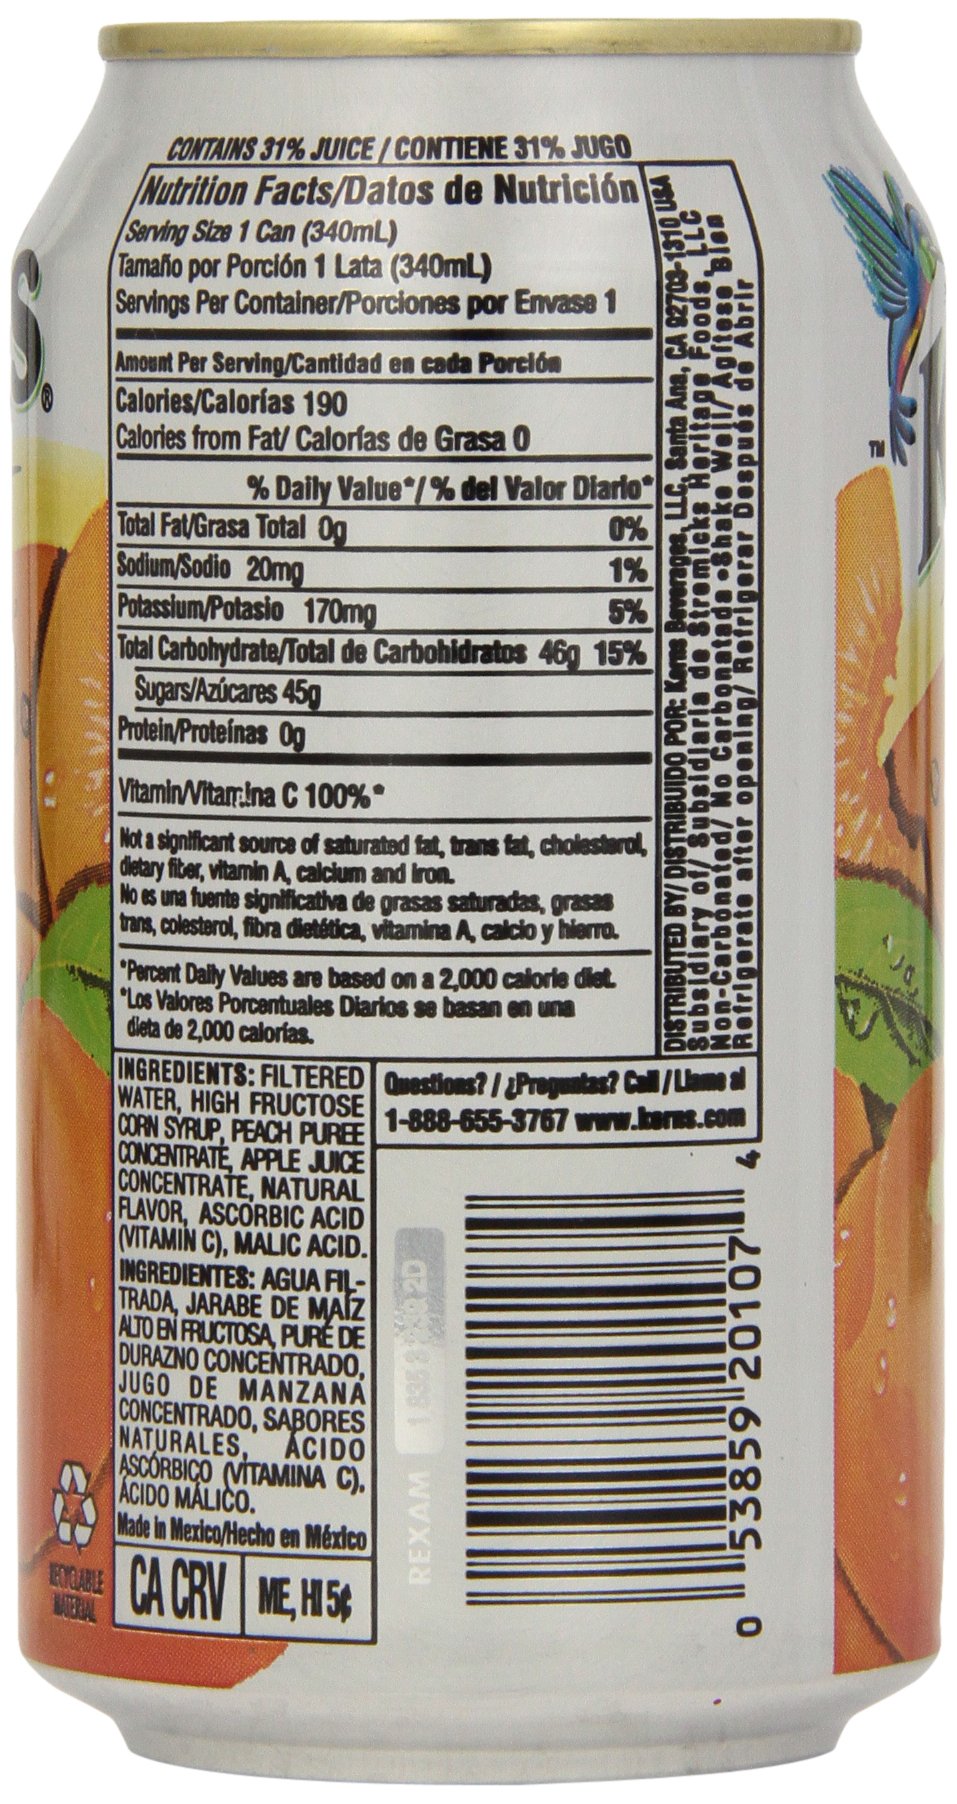 CONTAINS 31% JUICE / CONTIENE 31% JUGO
Nutrition Facts/Datos de Nutrición
Serving Size 1 Can (340mL)
Tamaño por Porción 1 Lata (340mL)
Servings Per Container/Porciones por Envase 1
Amount Per Serving/Cantidad en cada Porción
Calories/Calorías 190
Calories from Fat/ Calorías de Grasa 0
% Daily Value*/ % del Valor Diario*
Total Fat/Grasa Total 0g 0%
Sodium/Sodio 20mg 1%
Potassium/Potasio 170mg 5%
Total Carbohydrate/Total de Carbohidratos 46g 15%
Sugars/Azúcares 45g
Protein/Proteínas 0g
Vitamin/Vitamina C 100%*
Not a significant source of saturated fat, trans fat, cholesterol,
dietary fiber, vitamin A, calcium and iron.
No es una fuente significativa de grasas saturadas, grasas
trans, colesterol, fibra dietética, vitamina A, calcio y hierro.
*Percent Daily Values are based on a 2,000 calorie diet.
*Los Valores Porcentuales Diarios se basan en una
dieta de 2,000 calorías.
DISTRIBUTED BY/ DISTRIBUIDO POR: Kerns Beverages, LLC, Santa Ana, CA 92703-1310 USA
Subsidiary of/ Subsidiaria de Stremicks Heritage Foods, LLC
Non-Carbonated/ No Carbonatada •Shake Well/ Agítese Bien
Refrigerate after opening/ Refrigerar Después de Abrir
INGREDIENTS: FILTERED
WATER, HIGH FRUCTOSE
CORN SYRUP, PEACH PUREE
CONCENTRATE, APPLE JUICE
CONCENTRATE, NATURAL
FLAVOR, ASCORBIC ACID
(VITAMIN C), MALIC ACID.
INGREDIENTES: AGUA FIL-
TRADA, JARABE DE MAÍZ
ALTO EN FRUCTOSA, PURÉ DE
DURAZNO CONCENTRADO,
JUGO DE MANZANA
CONCENTRADO, SABORES
NATURALES, ÁCIDO
ASCÓRBICO (VITAMINA C),
ÁCIDO MÁLICO.
Made in Mexico/Hecho en México
CA CRV
ME, HI 5¢
Questions? / ¿Preguntas? Call / Llame al
1-888-655-3767 www.kerns.com
0 53859 20107 4
REXAM
RECYCLABLE
MATERIAL
S®
TM